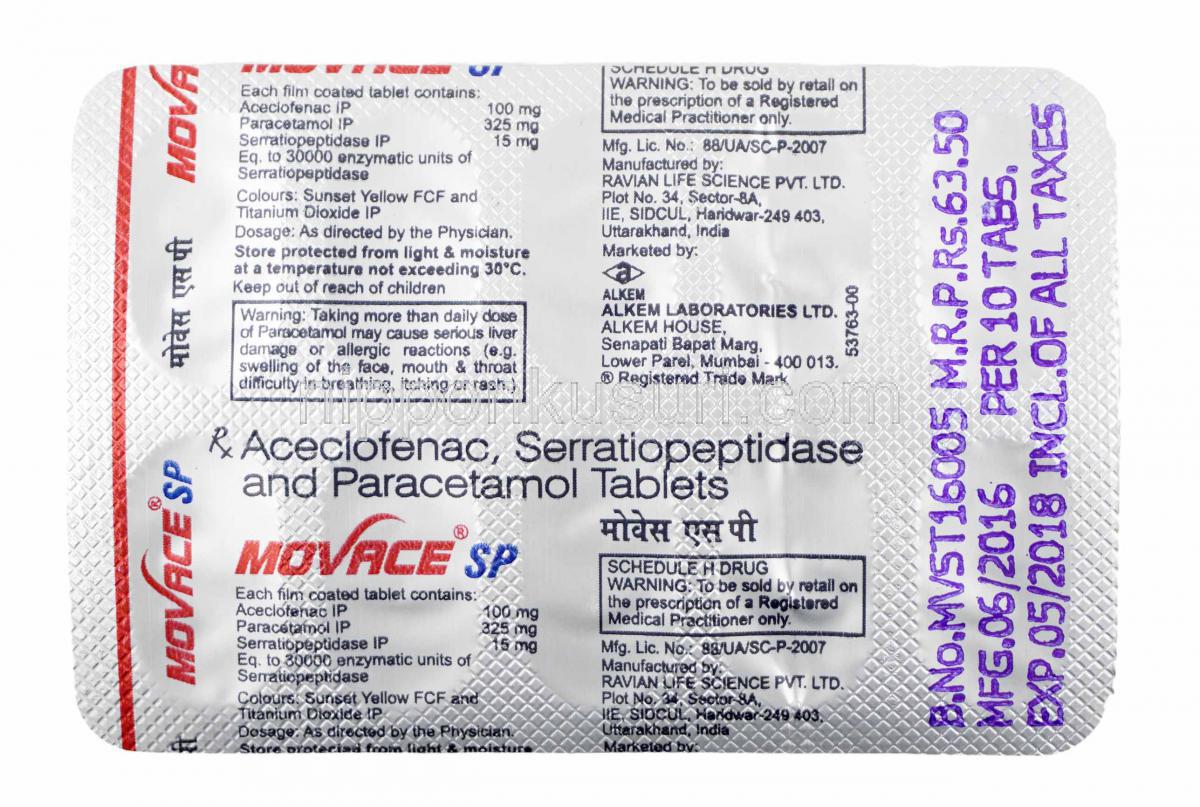 MOVACE SP
Each film coated tablet contains:
Aceclofenac IP 100 mg
Paracetamol IP 325 mg
Serratiopeptidase IP 15 mg
Eq. to 30000 enzymatic units of
Serratiopeptidase
Colours: Sunset Yellow FCF and
Titanium Dioxide IP
Dosage: As directed by the Physician.
Store protected from light & moisture
at a temperature not exceeding 30°C.
Keep out of reach of children
Warning: Taking more than daily dose
of Paracetamol may cause serious liver
damage or allergic reactions (e.g.
swelling of the face, mouth & throat
difficulty in breathing, itching or rash.)
SCHEDULE H DRUG
WARNING: To be sold by retail on
the prescription of a Registered
Medical Practitioner only.
Mfg. Lic. No.: 88/UA/SC-P-2007
Manufactured by:
RAVIAN LIFE SCIENCE PVT. LTD.
Plot No. 34, Sector-8A,
IIE, SIDCUL, Haridwar-249 403,
Uttarakhand, India
Marketed by:
a
ALKEM
ALKEM LABORATORIES LTD.
ALKEM HOUSE,
Senapati Bapat Marg,
Lower Parel, Mumbai - 400 013.
® Registered Trade Mark
53763-00
nipponkusuri.com
Rx Aceclofenac, Serratiopeptidase
and Paracetamol Tablets
MOVACE® SP
Each film coated tablet contains:
Aceclofenac IP 100 mg
Paracetamol IP 325 mg
Serratiopeptidase IP 15 mg
Eq. to 30000 enzymatic units of
Serratiopeptidase
Colours: Sunset Yellow FCF and
Titanium Dioxide IP
Dosage: As directed by the Physician.
Store protected from light & moisture
मोवेस एस पी
SCHEDULE H DRUG
WARNING: To be sold by retail on
the prescription of a Registered
Medical Practitioner only.
Mfg. Lic. No.: 88/UA/SC-P-2007
Manufactured by:
RAVIAN LIFE SCIENCE PVT. LTD.
Plot No. 34, Sector-8A,
IIE, SIDCUL, Haridwar-249 403,
Uttarakhand, India
Marketed by:
MOVA
मोवेस एस पी
MOVACE® SP
पी
B.No.MVST16005 M.R.P.Rs.63.50
MFG.06/2016 PER 10 TABS.
EXP.05/2018 INCL.OF ALL TAXES